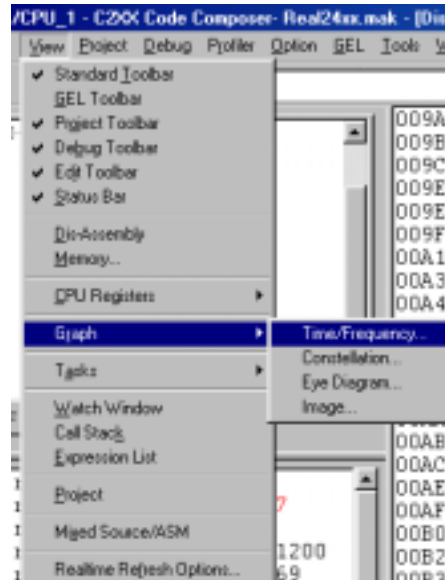 /CPU_1 - C2XX Code Composer- Real24xx.mak - [Dis
View Project Debug Profiler Option GEL Tools
Standard Toolbar
GEL Toolbar
Project Toolbar
Debug Toolbar
Edit Toolbar
Status Bar
Dis-Assembly
Memory...
CPU Registers
Graph
Tasks
Watch Window
Call Stack
Expression List
Project
Mixed Source/ASM
Realtime Refresh Options...
Time/Frequency...
Constellation...
Eye Diagram...
Image...
009A
009B
009C
009E
009E
009F
00A1
00A3
00A4
00AB
00AC
00AE
00AF
00B0
00B2
7
1200
69